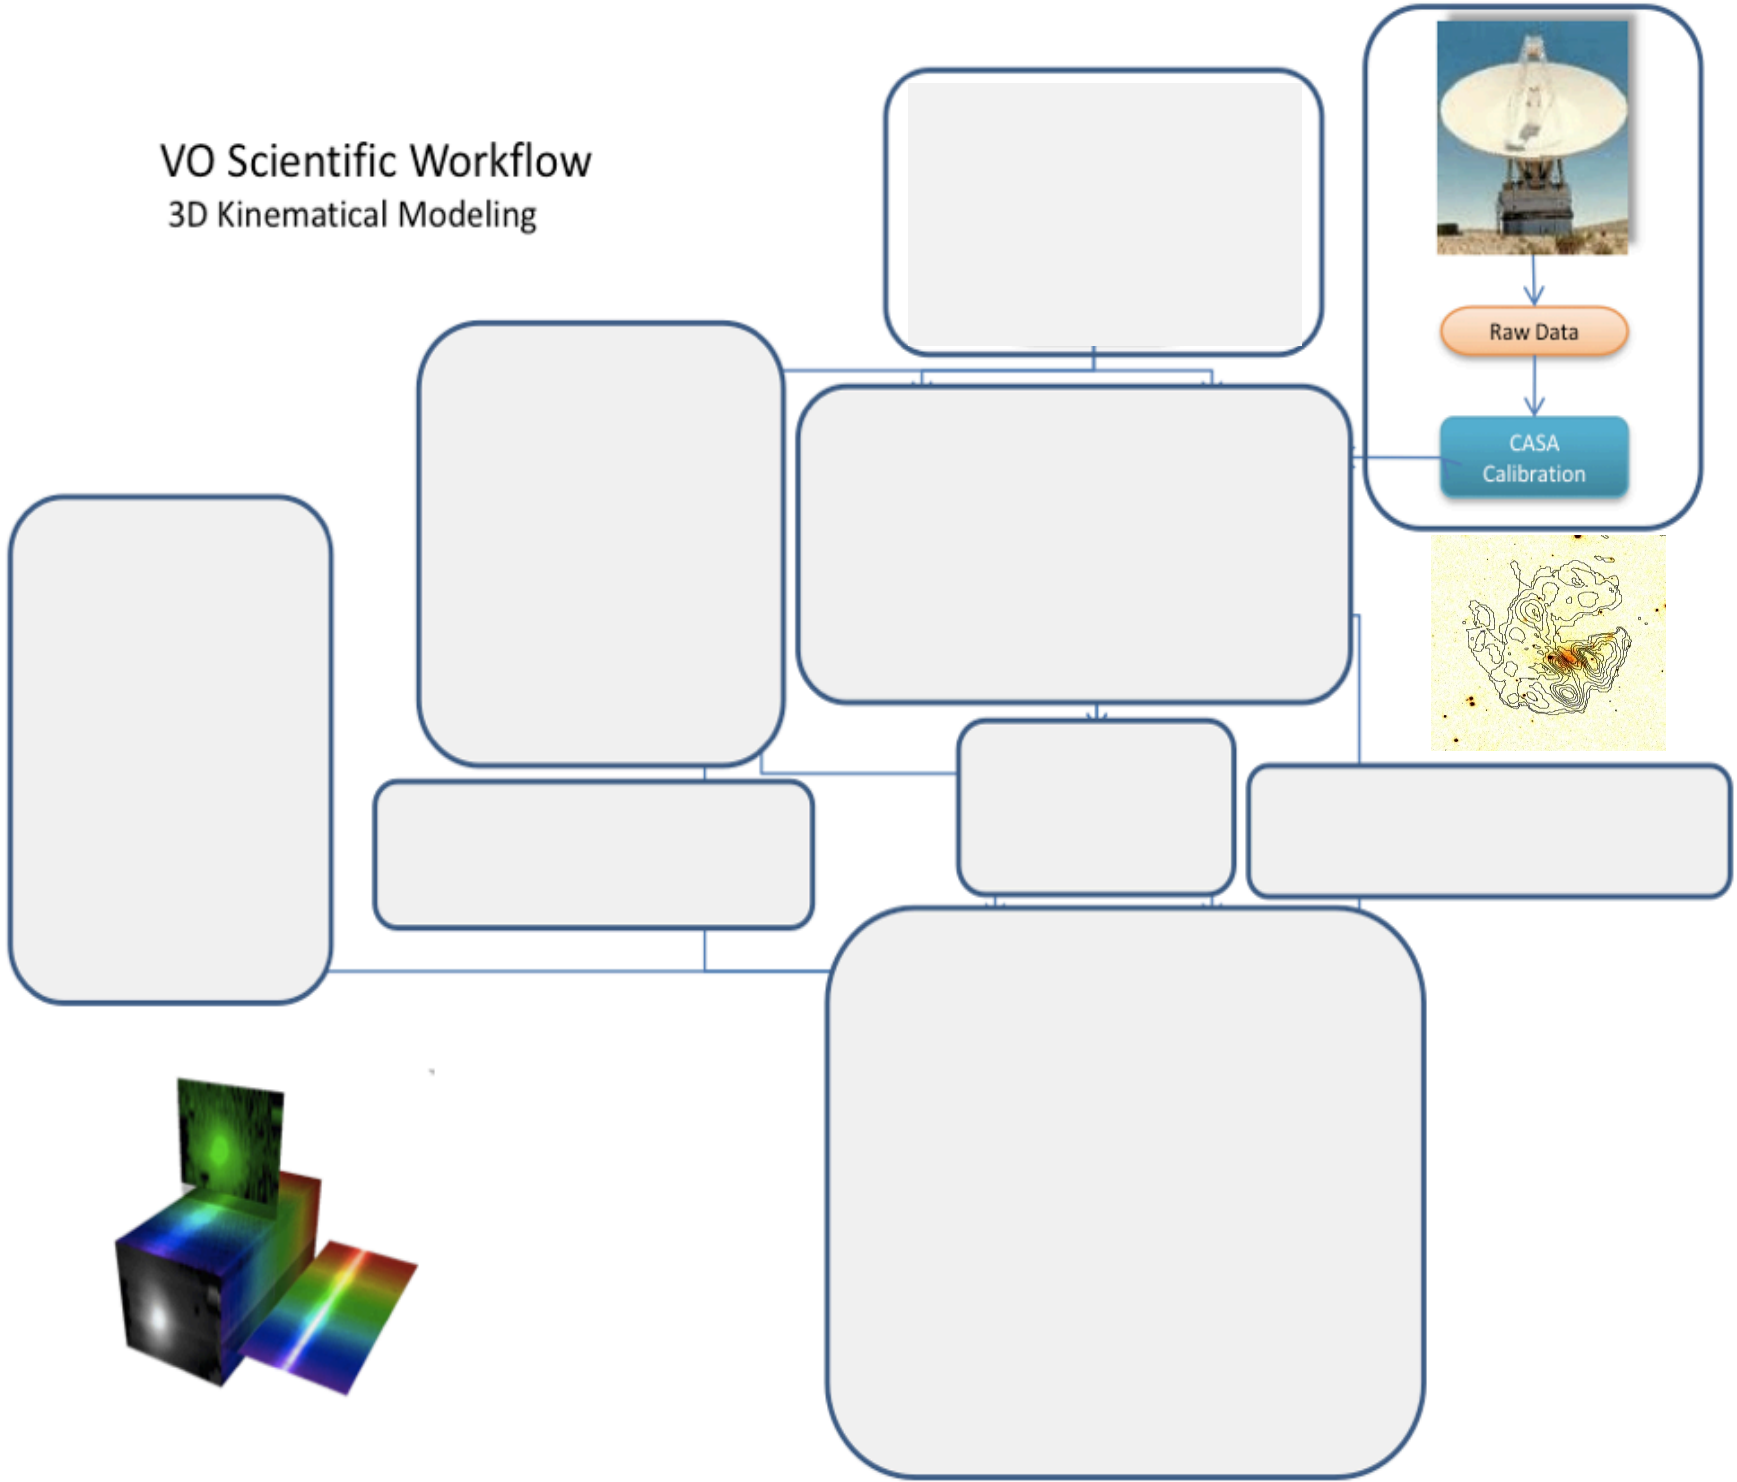 VO Scientific Workflow
3D Kinematical Modeling
Raw Data
CASA
Calibration